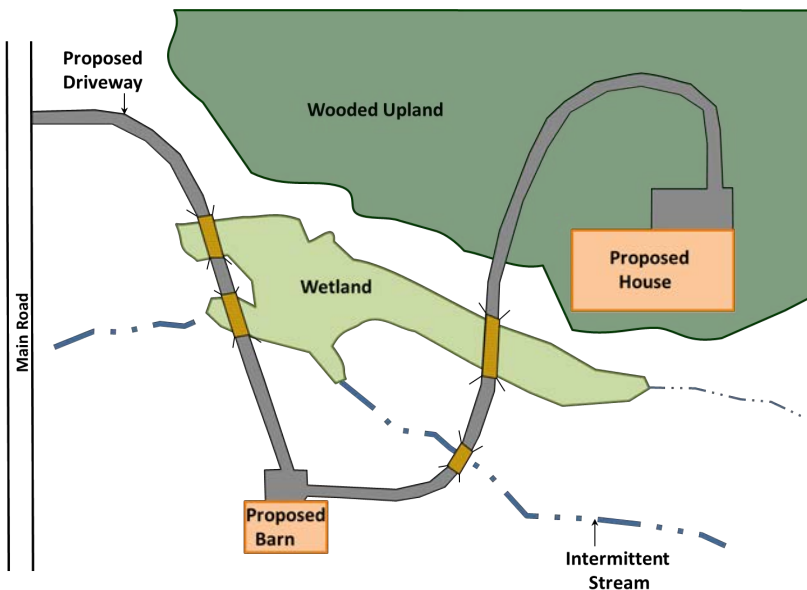 Proposed
Driveway
Wooded Upland
Proposed
House
Wetland
Main Road
Proposed
Barn
Intermittent
Stream